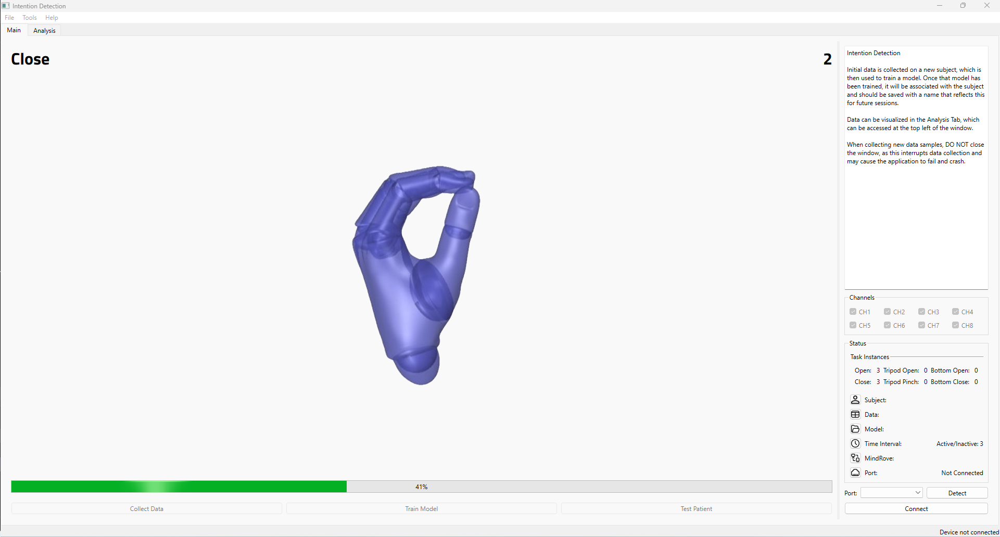 Intention Detection
File Tools Help
Main Analysis
Close
2
Intention Detection
Initial data is collected on a new subject, which is
then used to train a model. Once that model has
been trained, it will be associated with the subject
and should be saved with a name that reflects this
for future sessions.
Data can be visualized in the Analysis Tab, which
can be accessed at the top left of the window.
When collecting new data samples, DO NOT close
the window, as this interrupts data collection and
may cause the application to fail and crash.
Channels
CH1 CH2 CH3 CH4
CH5 CH6 CH7 CH8
Status
Task Instances
Open: 3 Tripod Open: 0 Bottom Open: 0
Close: 3 Tripod Pinch: 0 Bottom Close: 0
Subject:
Data:
Model:
Time Interval: Active/Inactive: 3
MindRove:
Port: Not Connected
41%
Port: Detect
Collect Data Train Model Test Patient
Connect
Device not connected